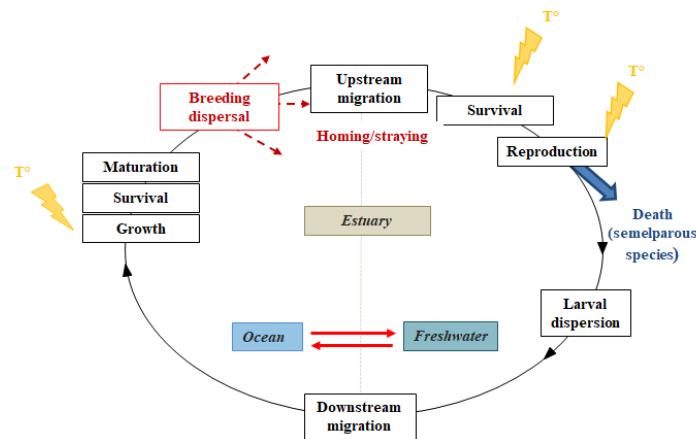 T°
T°
Upstream
migration
Breeding
dispersal
Survival
Homing/straying
Reproduction
Maturation
T°
Survival
Growth
Estuary
Death
(semelparous
species)
Larval
dispersion
Ocean
Freshwater
Downstream
migration